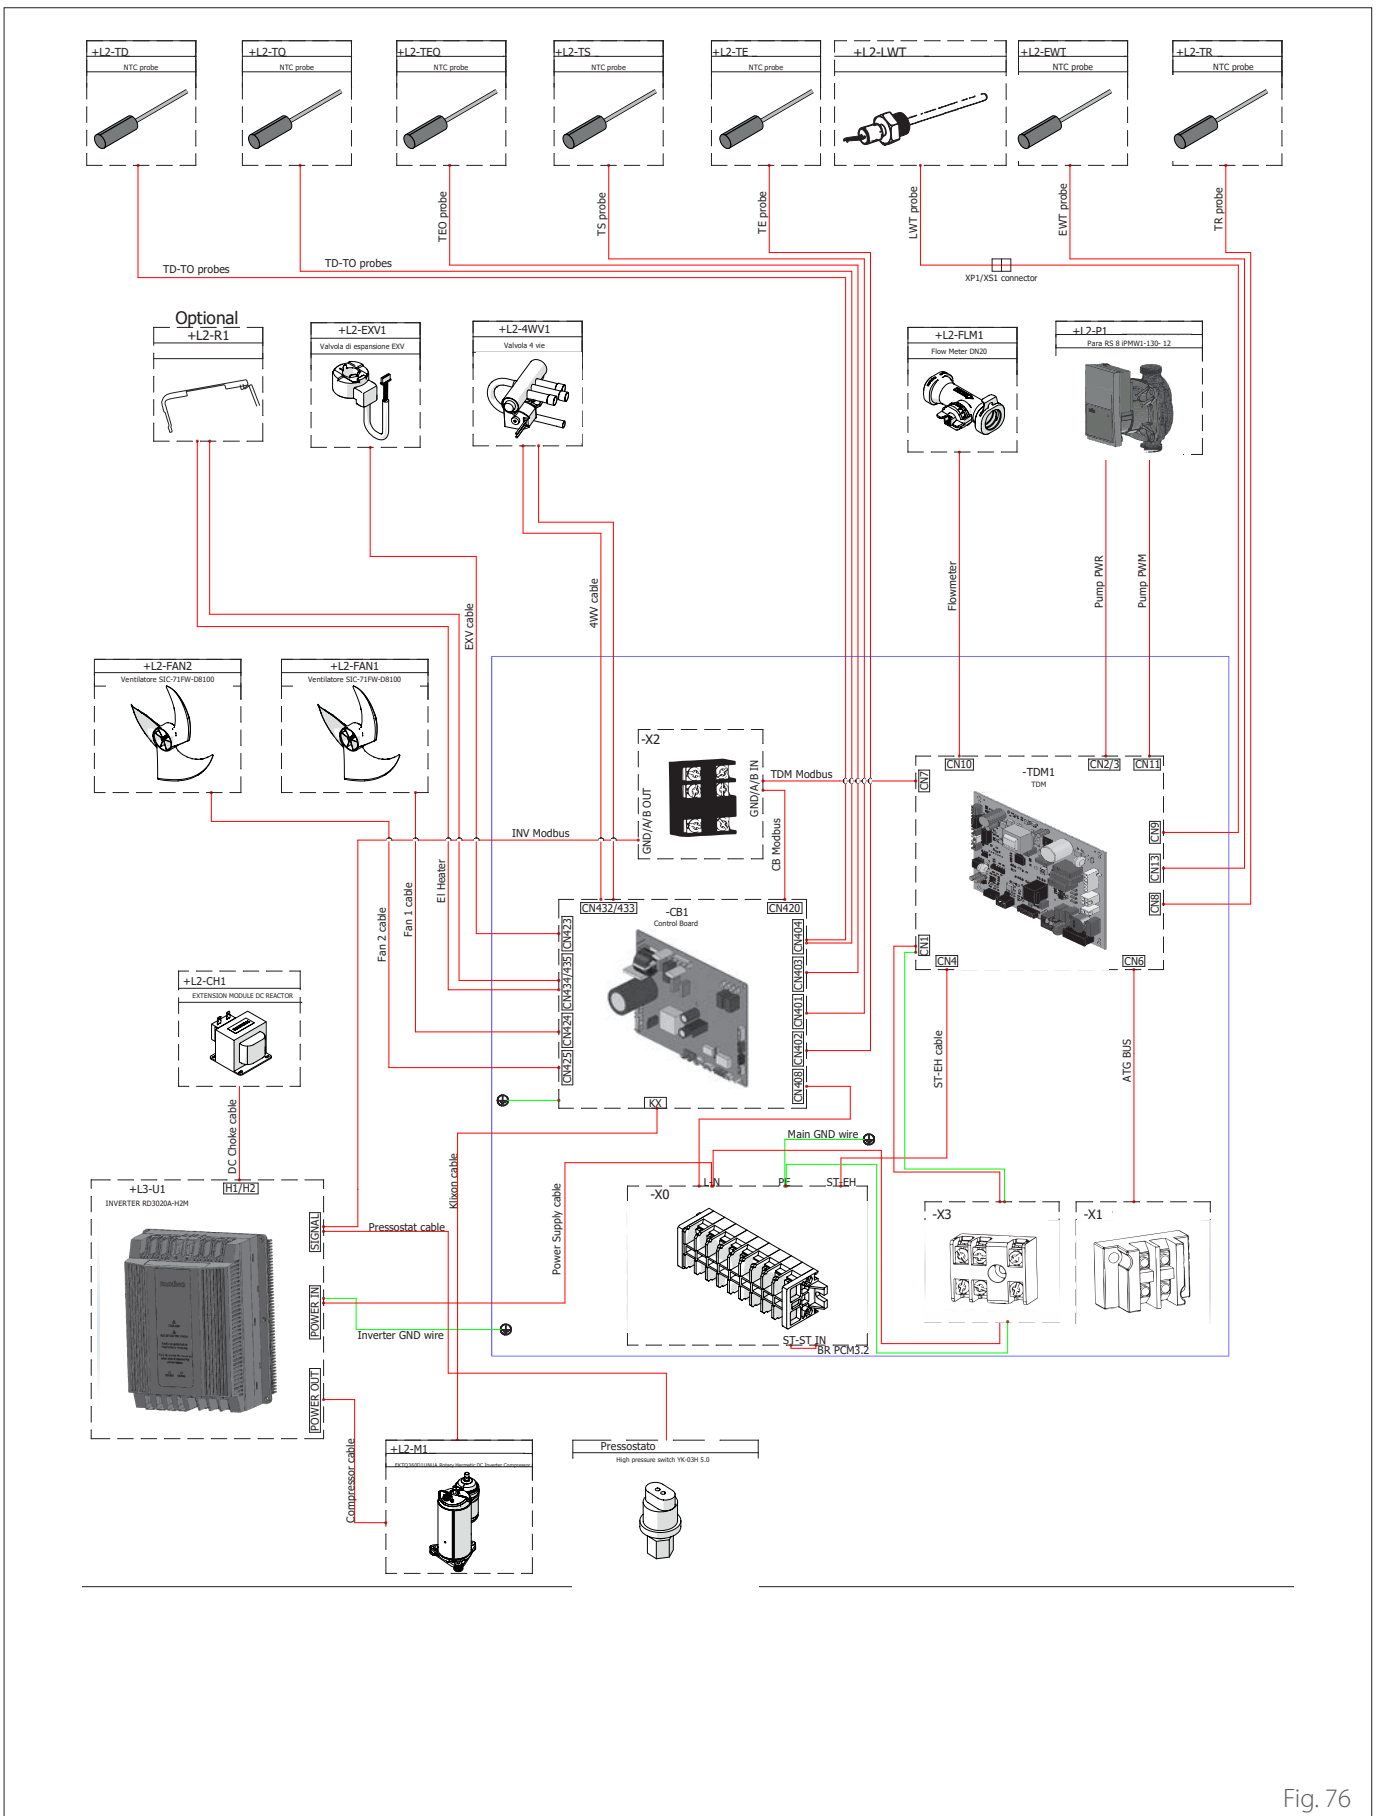 +L2-TD
NTC probe
+L2-TO
NTC probe
+L2-TEO
NTC probe
+L2-TS
NTC probe
+L2-TE
NTC probe
+L2-LWT
+L2-EWT
NTC probe
+L2-TR
NTC probe
TEO probe
TS probe
TE probe
LWT probe
EWT probe
TR probe
TD-TO probes
TD-TO probes
XP1/XS1 connector
Optional
+L2-R1
+L2-EXV1
Valvola di espansione EXV
+L2-4WV1
Valvola 4 vie
+L2-FLM1
Flow Meter DN20
+L2-P1
Para RS 8 iPMW1-130- 12
EXV cable
4WV cable
Flowmeter
Pump PWR
Pump PWM
+L2-FAN2
Ventilatore SIC-71FW-D8100
+L2-FAN1
Ventilatore SIC-71FW-D8100
-X2
GND/A/B OUT
GND/A/B IN
TDM Modbus
INV Modbus
CB Modbus
CN7
CN10
CN2/3
CN11
-TDM1
TDM
CN9
CN13
CN8
CN1
CN4
CN6
Fan 2 cable
Fan 1 cable
El Heater
CN432/433
-CB1
Control Board
CN420
CN423
CN434/435
CN424
CN425
CN404
CN403
CN401
CN402
CN408
KX
+L2-CH1
EXTENSION MODULE DC REACTOR
DC Choke cable
ST-EH cable
ATG BUS
Main GND wire
+L3-U1
INVERTER RD3020A-H2M
H1/H2
SIGNAL
POWER IN
POWER OUT
Pressostat cable
Klixon cable
Power Supply cable
Inverter GND wire
-X0
L-N
PE
ST-EH
ST-ST IN
BR PCM3.2
-X3
-X1
Compressor cable
+L2-M1
EKTQ360D1UNUA Rotary Hermetic DC Inverter Compressor
Pressostato
High pressure switch YK-03H 5.0
Fig. 76